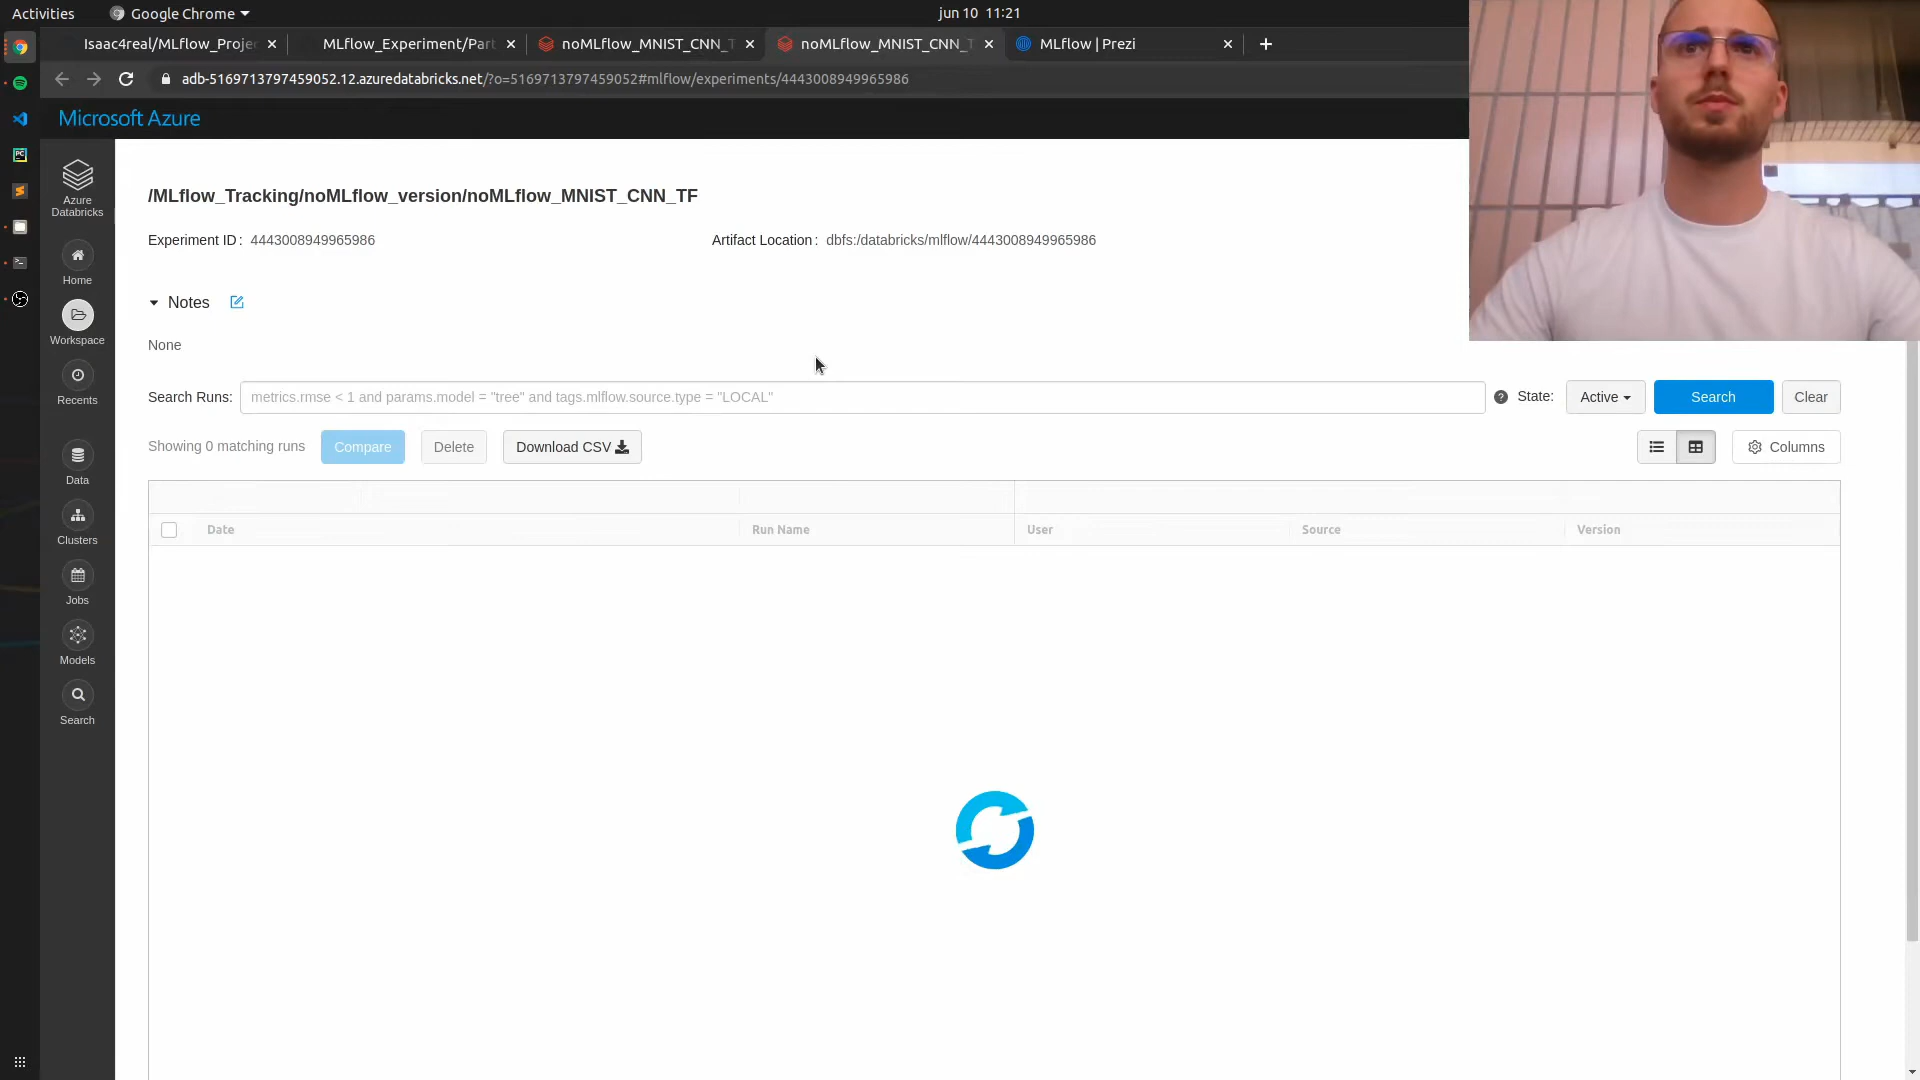 Activities
Google Chrome
jun 10 11:21
Isaac4real/MLflow_Proje
MLflow_Experiment/Part
noMLflow_MNIST_CNN_T
noMLflow_MNIST_CNN_T
MLflow | Prezi
adb-5169713797459052.12.azuredatabricks.net/?o=5169713797459052#mlflow/experiments/4443008949965986
Microsoft Azure
Azure
Databricks
Home
Workspace
Recents
Data
Clusters
Jobs
Models
Search
/MLflow_Tracking/noMLflow_version/noMLflow_MNIST_CNN_TF
Experiment ID: 4443008949965986
Artifact Location: dbfs:/databricks/mlflow/4443008949965986
Notes
None
Search Runs: metrics.rmse < 1 and params.model = "tree" and tags.mlflow.source.type = "LOCAL"
State: Active Search Clear
Showing 0 matching runs Compare Delete Download CSV
Columns
Date Run Name User Source Version